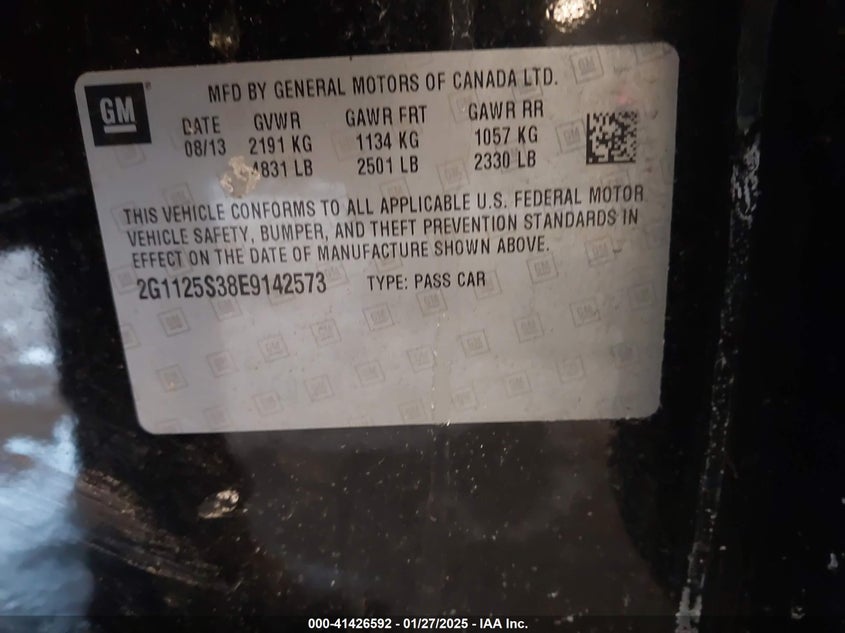 GM
MFD BY GENERAL MOTORS OF CANADA LTD.
DATE GVWR GAWR FRT GAWR RR
08/13 2191 KG 1134 KG 1057 KG
4831 LB 2501 LB 2330 LB
THIS VEHICLE CONFORMS TO ALL APPLICABLE U.S. FEDERAL MOTOR
VEHICLE SAFETY, BUMPER, AND THEFT PREVENTION STANDARDS IN
EFFECT ON THE DATE OF MANUFACTURE SHOWN ABOVE.
2G1125S38E9142573 TYPE: PASS CAR
000-41426592 – 01/27/2025 – IAA Inc.